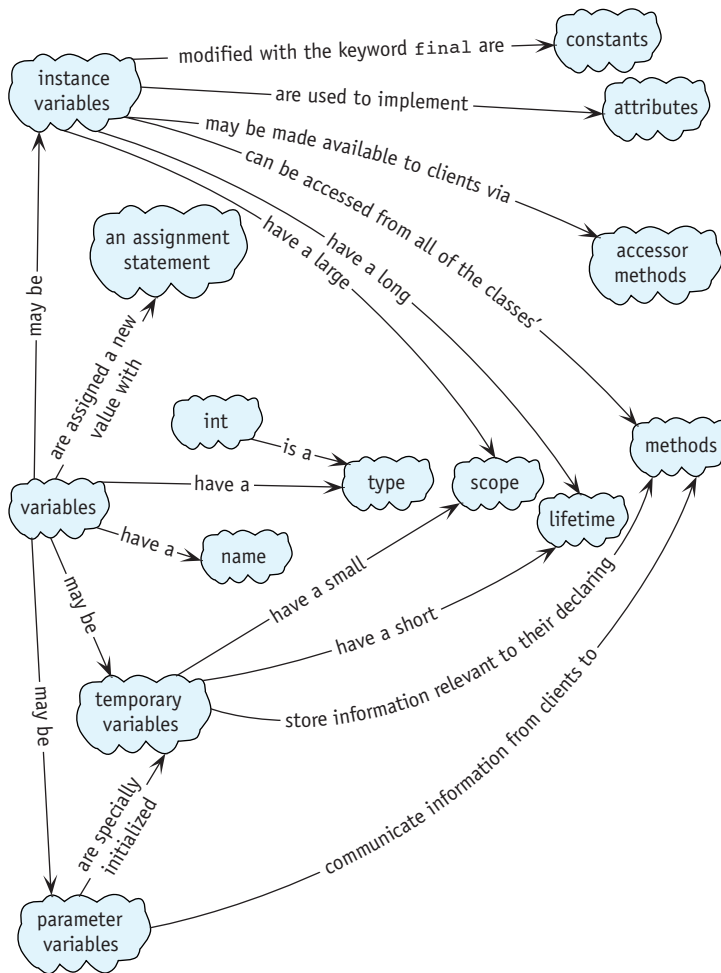 modified with the keyword final are
constants
instance
variables
are used to implement
attributes
may be made available to clients via
can be accessed from all of the classes’
accessor
methods
have a long
have a large
an assignment
statement
may be
are assigned a new
value with
int
is a
methods
have a
type
scope
variables
lifetime
have a
name
have a small
may be
have a short
temporary
variables
store information relevant to their declaring
may be
communicate information from clients to
are specially
initialized
parameter
variables